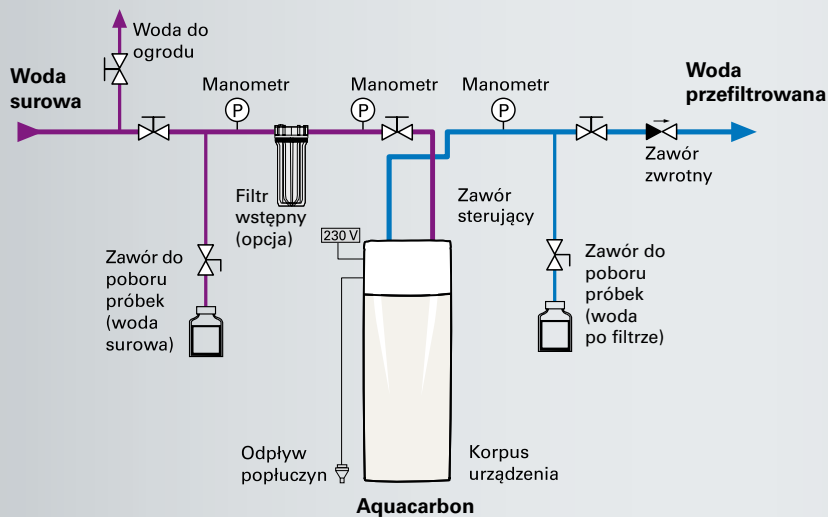 Woda do
ogrodu
Woda
surowa
Manometr
P
Manometr
P
Manometr
P
Woda
przefiltrowana
Zawór
zwrotny
Filtr
wstępny
(opcja)
Zawór
sterujący
230 V
Zawór do
poboru
próbek
(woda
surowa)
Zawór do
poboru
próbek
(woda
po filtrze)
Odpływ
popłuczyn
Korpus
urządzenia
Aquacarbon